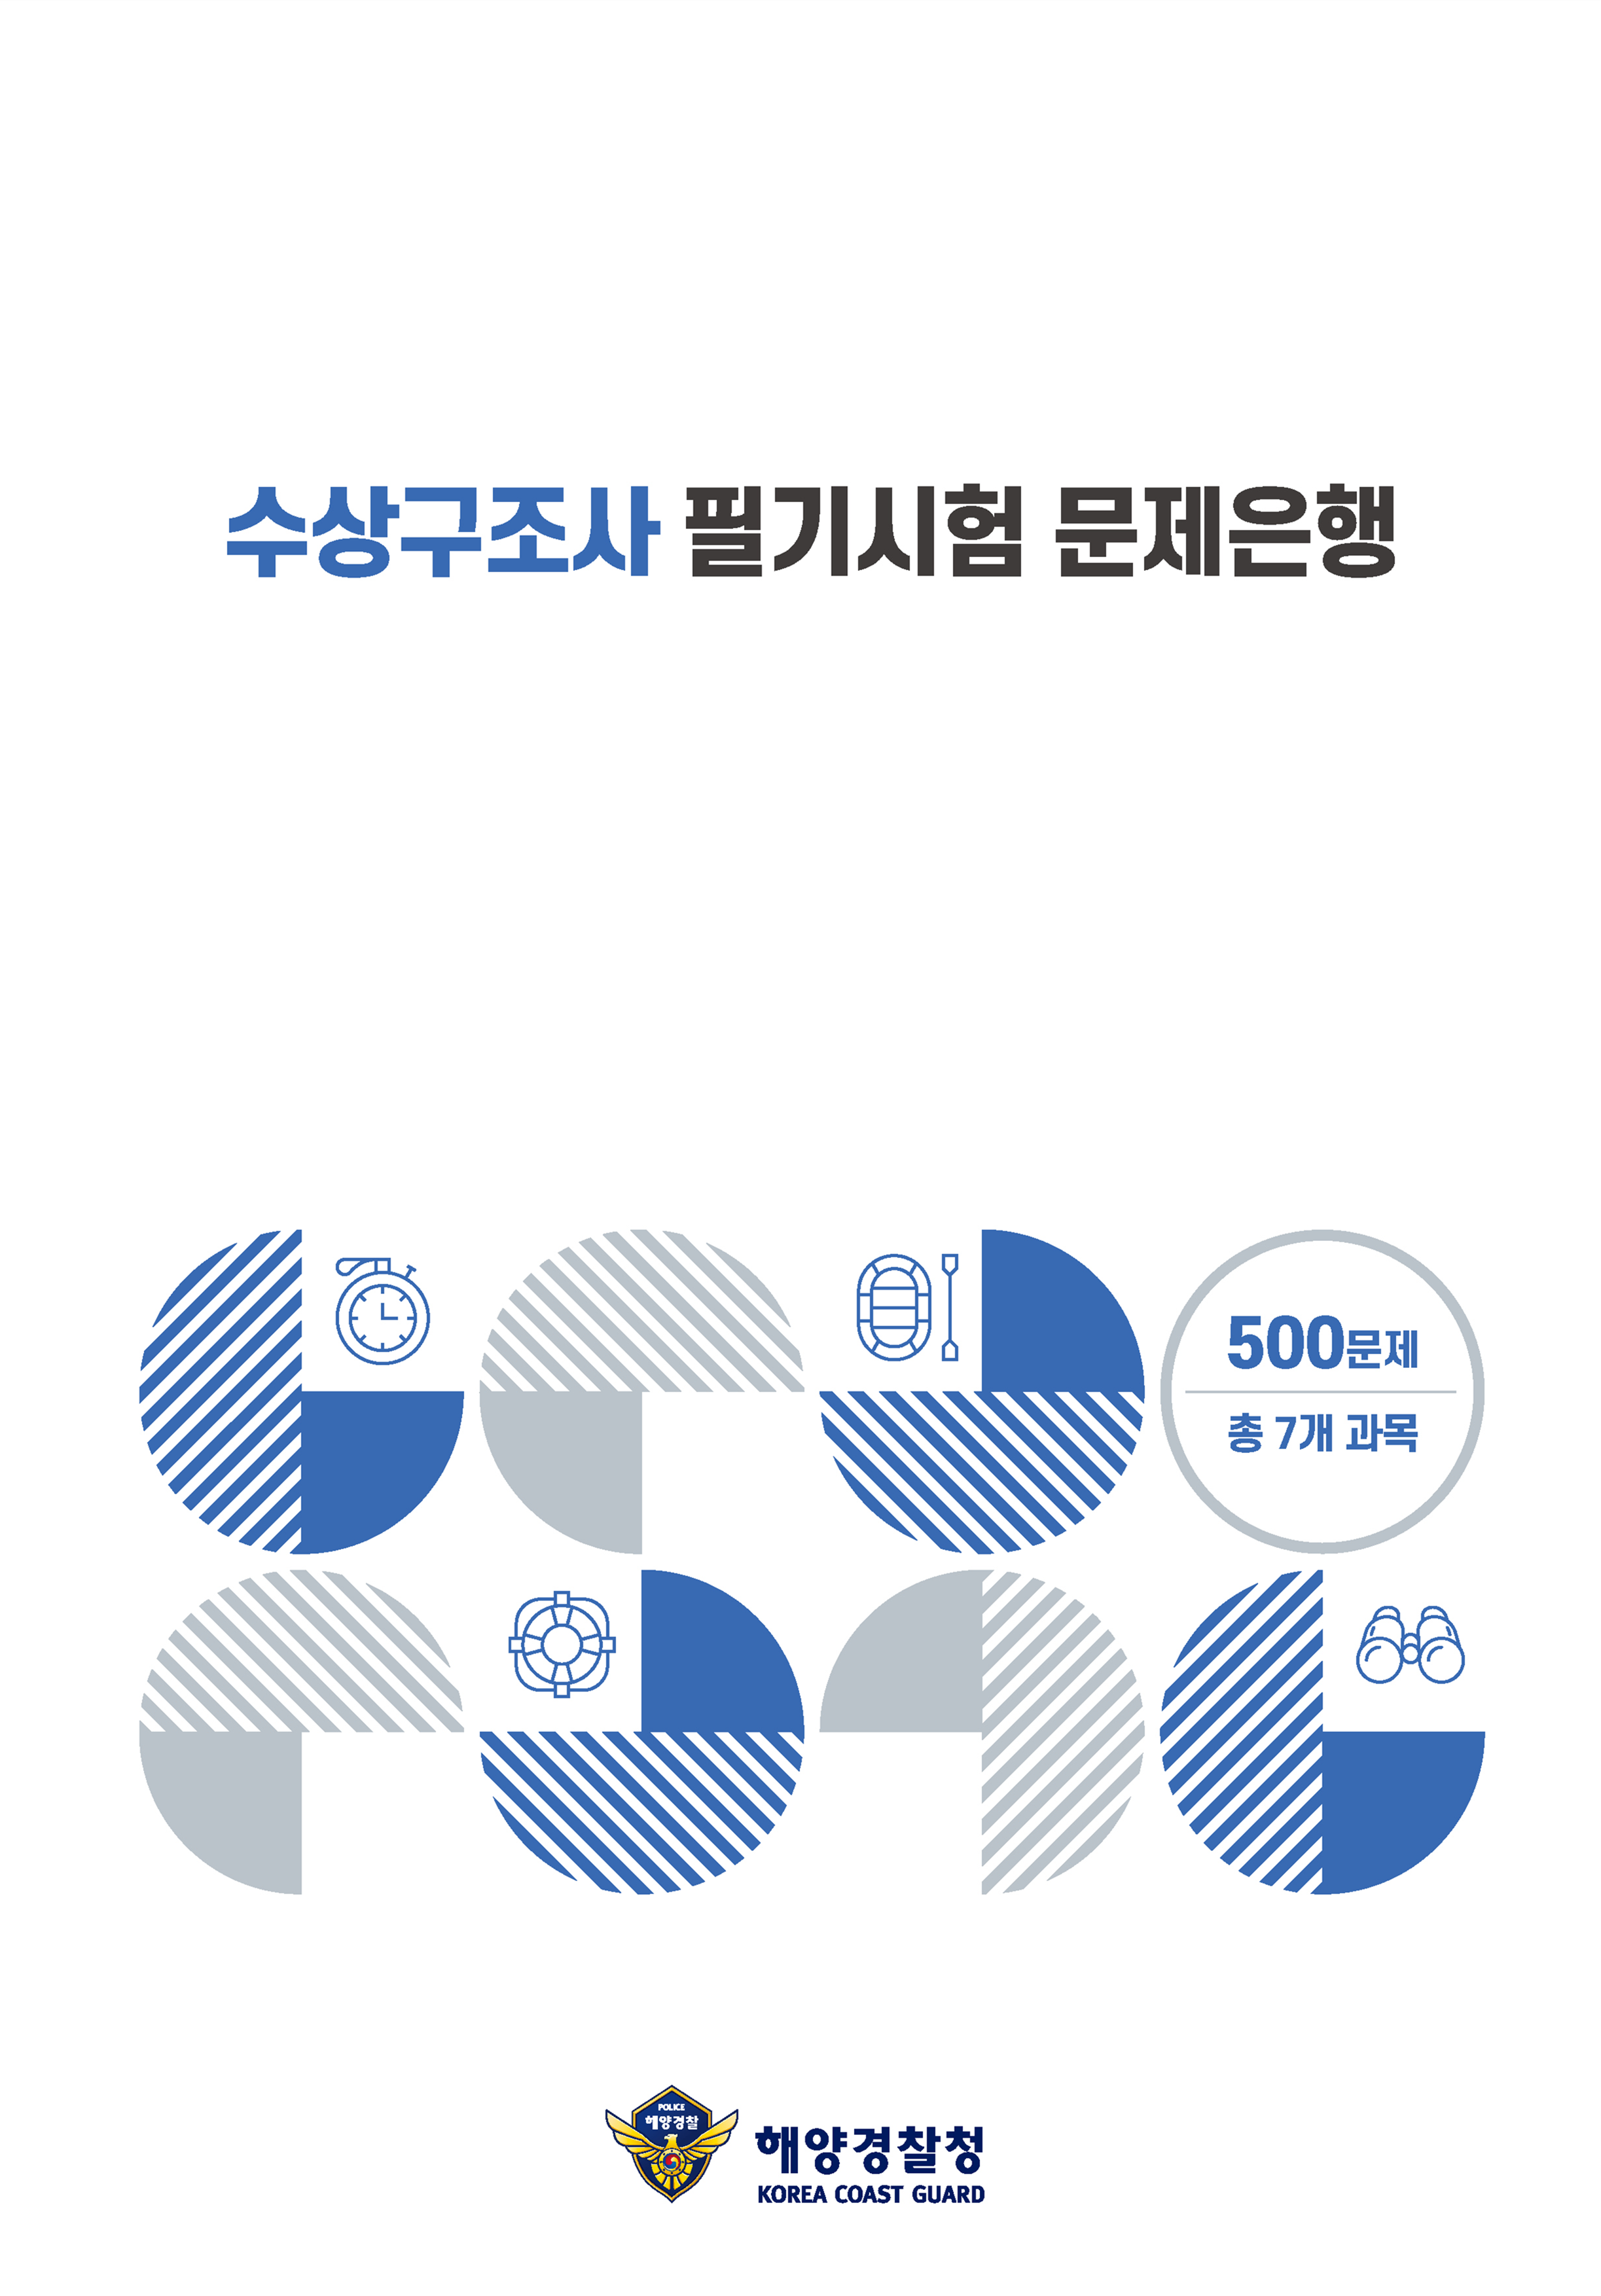 수상구조사 필기시험 문제은행
500문제
총 7개 과목
POLICE
해양경찰
해양경찰청
KOREA COAST GUARD